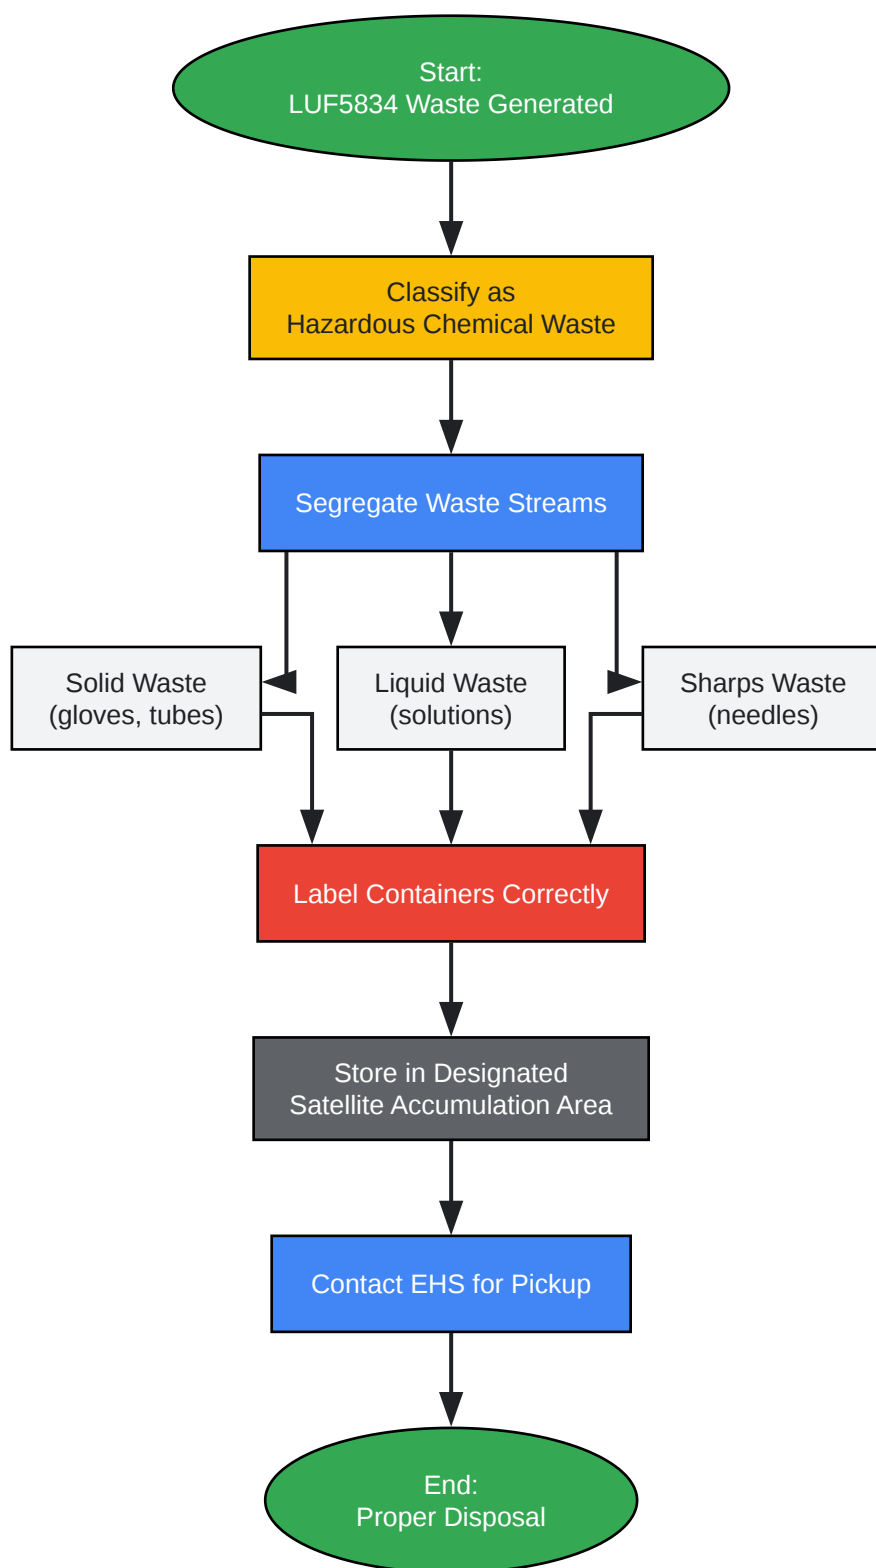 Start:
LUF5834 Waste Generated
Classify as
Hazardous Chemical Waste
Segregate Waste Streams
Solid Waste
(gloves, tubes)
Liquid Waste
(solutions)
Sharps Waste
(needles)
Label Containers Correctly
Store in Designated
Satellite Accumulation Area
Contact EHS for Pickup
End:
Proper Disposal